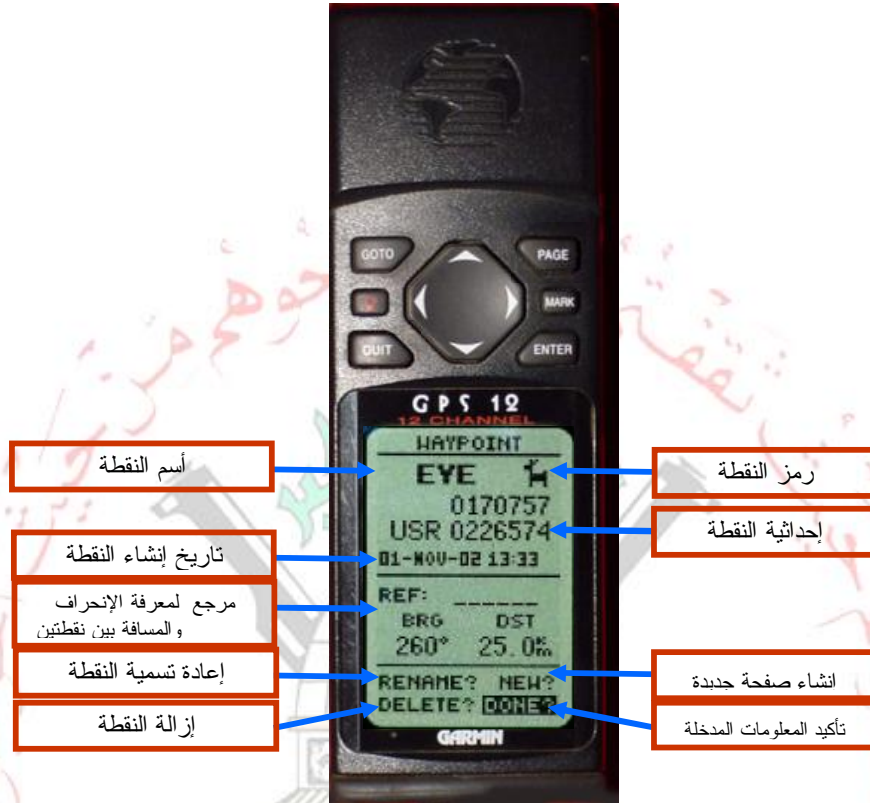 GOTO
PAGE
MARK
QUIT
ENTER
GPS 12
12 CHANNEL
WAYPOINT
أسم النقطة
EYE
رمز النقطة
0170757
USR 0226574
إحداثية النقطة
تاريخ إنشاء النقطة
01-NOV-02 13:33
مرجع لمعرفة الإنحراف
والمسافة بين نقطتين
REF: ______
BRG DST
260° 25.0km
إعادة تسمية النقطة
RENAME? NEW?
انشاء صفحة جديدة
إزالة النقطة
DELETE? DONE?
تأكيد المعلومات المدخلة
GARMIN